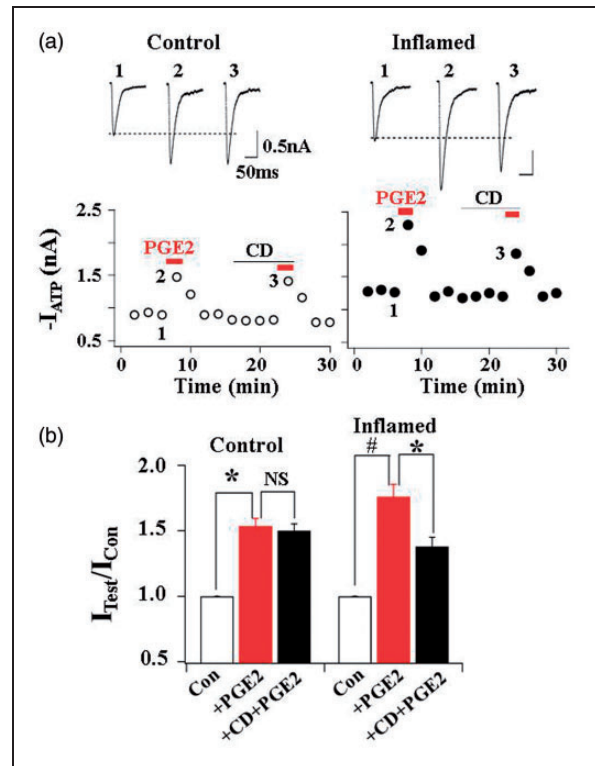 (a)
Control
1 2 3
0.5nA
50ms
Inflamed
1 2 3
-I_ATP (nA)
2.5
1.5
0.5
PGE2
CD
2
3
1
0 10 20 30
Time (min)
PGE2
CD
2
3
1
0 10 20 30
Time (min)
(b)
Control
Inflamed
I_Test/I_Con
2.0
1.5
1.0
0.5
*
NS
#
*
Con
+PGE2
+CD+PGE2
Con
+PGE2
+CD+PGE2